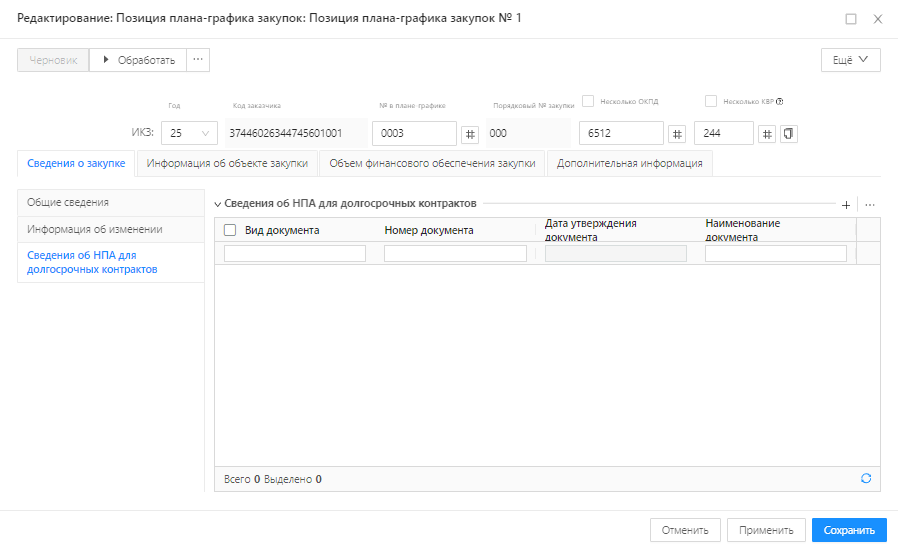 Редактирование: Позиция плана-графика закупок: Позиция плана-графика закупок № 1
Черновик
Обработать
...
Ещё
Год
Код заказчика
№ в плане-графике
Порядковый № закупки
Несколько ОКПД
Несколько КВР
ИКЗ:
25
37446026344745601001
0003
#
000
6512
#
244
#
Сведения о закупке
Информация об объекте закупки
Объем финансового обеспечения закупки
Дополнительная информация
Общие сведения
Информация об изменении
Сведения об НПА для
долгосрочных контрактов
Сведения об НПА для долгосрочных контрактов
+ ...
Вид документа
Номер документа
Дата утверждения
документа
Наименование
документа
Всего 0 Выделено 0
Отменить
Применить
Сохранить